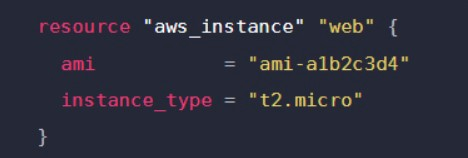 resource "aws_instance" "web" {
  ami           = "ami-a1b2c3d4"
  instance_type = "t2.micro"
}